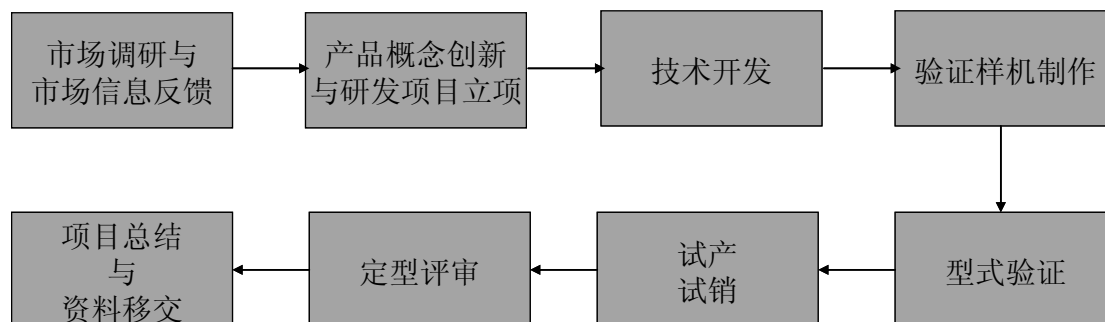 市场调研与
市场信息反馈
产品概念创新
与研发项目立项
技术开发
验证样机制作
型式验证
试产
试销
定型评审
项目总结
与
资料移交